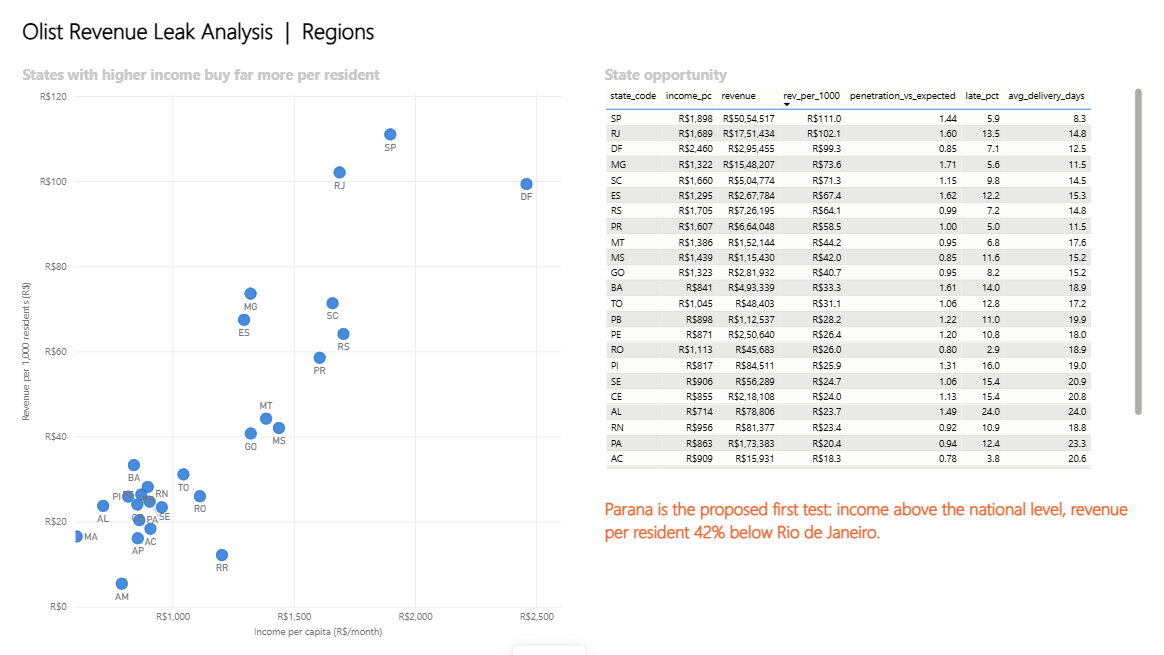 Olist Revenue Leak Analysis | Regions
States with higher income buy far more per resident
R$120
R$100
R$80
R$60
R$40
R$20
R$0
Revenue per 1,000 residents (R$)
SP
RJ
DF
MG
ES
SC
RS
PR
MT
MS
GO
BA
TO
RO
PI
RN
SE
PA
AL
AC
AP
MA
RR
AM
R$1,000
R$1,500
R$2,000
R$2,500
Income per capita (R$/month)
State opportunity
state_code income_pc revenue rev_per_1000 penetration_vs_expected late_pct avg_delivery_days
SP R$1,898 R$50,54,517 R$111.0 1.44 5.9 8.3
RJ R$1,689 R$17,51,434 R$102.1 1.60 13.5 14.8
DF R$2,460 R$2,95,455 R$99.3 0.85 7.1 12.5
MG R$1,322 R$15,48,207 R$73.6 1.71 5.6 11.5
SC R$1,660 R$5,04,774 R$71.3 1.15 9.8 14.5
ES R$1,295 R$2,67,784 R$67.4 1.62 12.2 15.3
RS R$1,705 R$7,26,195 R$64.1 0.99 7.2 14.8
PR R$1,607 R$6,64,048 R$58.5 1.00 5.0 11.5
MT R$1,386 R$1,52,144 R$44.2 0.95 6.8 17.6
MS R$1,439 R$1,15,430 R$42.0 0.85 11.6 15.2
GO R$1,323 R$2,81,932 R$40.7 0.95 8.2 15.2
BA R$841 R$4,93,339 R$33.3 1.61 14.0 18.9
TO R$1,045 R$48,403 R$31.1 1.06 12.8 17.2
PB R$898 R$1,12,537 R$28.2 1.22 11.0 19.9
PE R$871 R$2,50,640 R$26.4 1.20 10.8 18.0
RO R$1,113 R$45,683 R$26.0 0.80 2.9 18.9
PI R$817 R$84,511 R$25.9 1.31 16.0 19.0
SE R$906 R$56,289 R$24.7 1.06 15.4 20.9
CE R$855 R$2,18,108 R$24.0 1.13 15.4 20.8
AL R$714 R$78,806 R$23.7 1.49 24.0 24.0
RN R$956 R$81,377 R$23.4 0.92 10.9 18.8
PA R$863 R$1,73,383 R$20.4 0.94 12.4 23.3
AC R$909 R$15,931 R$18.3 0.78 3.8 20.6
Parana is the proposed first test: income above the national level, revenue
per resident 42% below Rio de Janeiro.